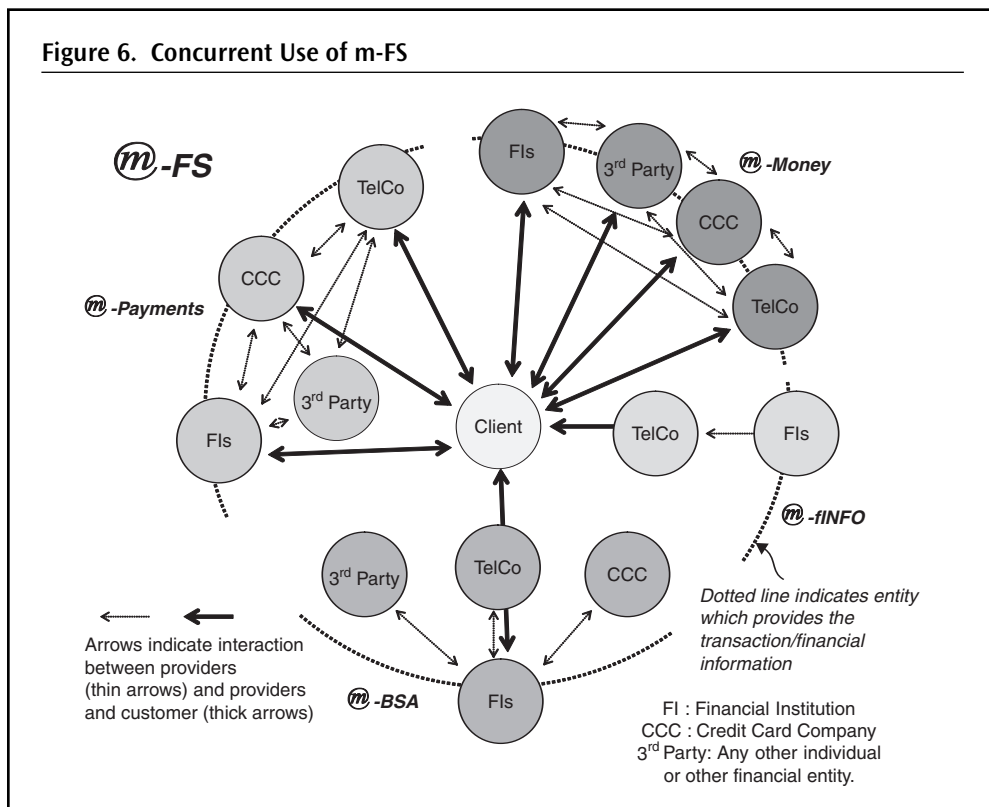 Figure 6. Concurrent Use of m-FS
m-FS
FIs
3rd Party
m-Money
CCC
TelCo
TelCo
CCC
m-Payments
3rd Party
FIs
Client
TelCo
FIs
m-fINFO
3rd Party
TelCo
CCC
FIs
m-BSA
Dotted line indicates entity
which provides the
transaction/financial
information
Arrows indicate interaction
between providers
(thin arrows) and providers
and customer (thick arrows)
FI : Financial Institution
CCC : Credit Card Company
3rd Party: Any other individual
or other financial entity.